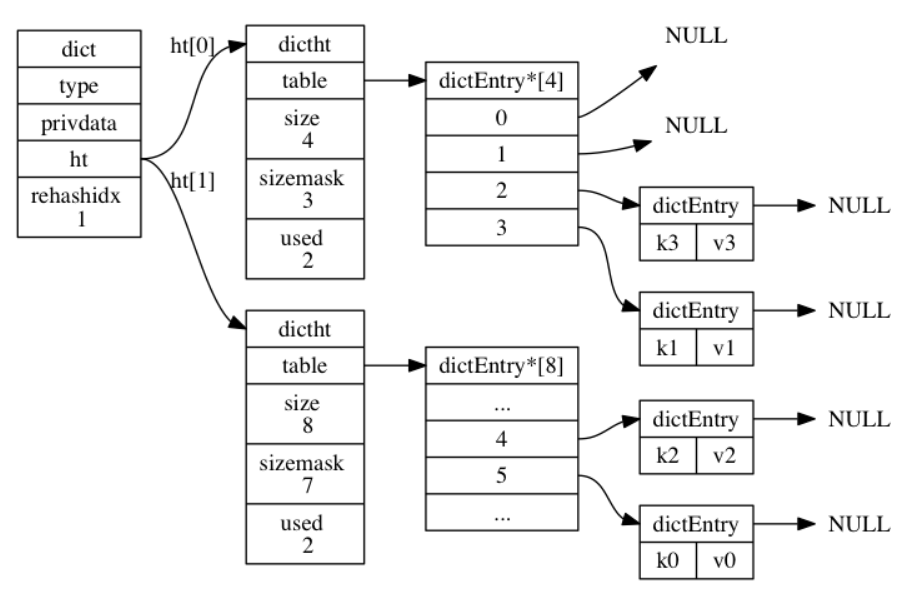 dict
type
privdata
ht
rehashidx
1
ht[0]
ht[1]
dictht
table
size
4
sizemask
3
used
2
dictEntry*[4]
0
1
2
3
NULL
NULL
dictEntry
k3 v3
NULL
dictEntry
k1 v1
NULL
dictht
table
size
8
sizemask
7
used
2
dictEntry*[8]
...
4
5
...
dictEntry
k2 v2
NULL
dictEntry
k0 v0
NULL